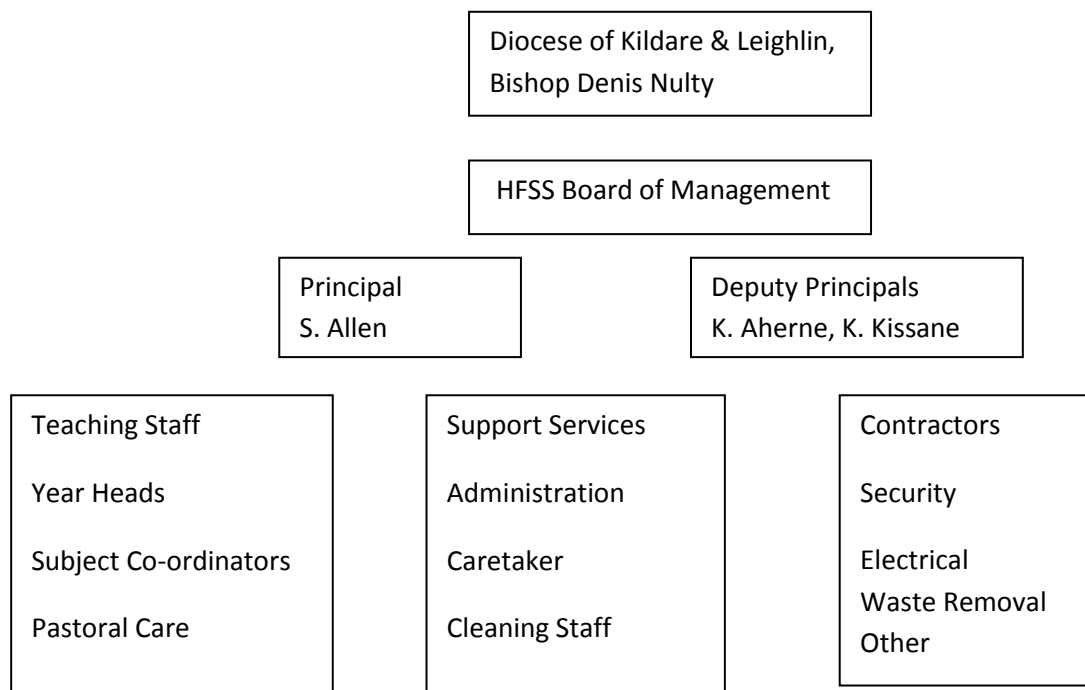 Diocese of Kildare & Leighlin,
Bishop Denis Nulty
HFSS Board of Management
Principal
S. Allen
Deputy Principals
K. Aherne, K. Kissane
Teaching Staff
Year Heads
Subject Co-ordinators
Pastoral Care
Support Services
Administration
Caretaker
Cleaning Staff
Contractors
Security
Electrical
Waste Removal
Other